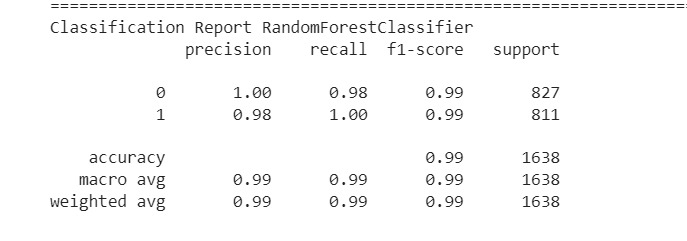 ==================================================================
Classification Report RandomForestClassifier
              precision    recall  f1-score   support

           0       1.00      0.98      0.99       827
           1       0.98      1.00      0.99       811

    accuracy                           0.99      1638
   macro avg       0.99      0.99      0.99      1638
weighted avg       0.99      0.99      0.99      1638